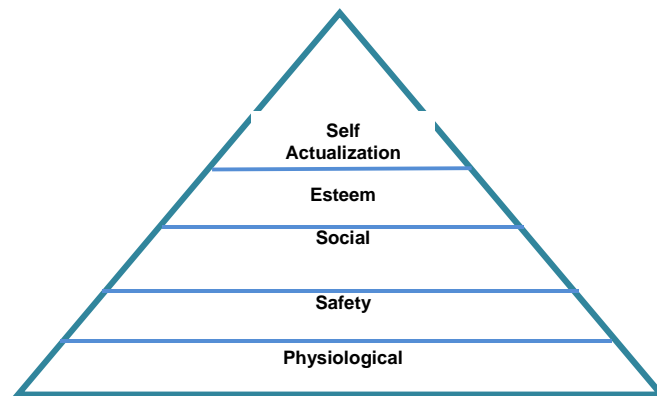 Self
Actualization
Esteem
Social
Safety
Physiological